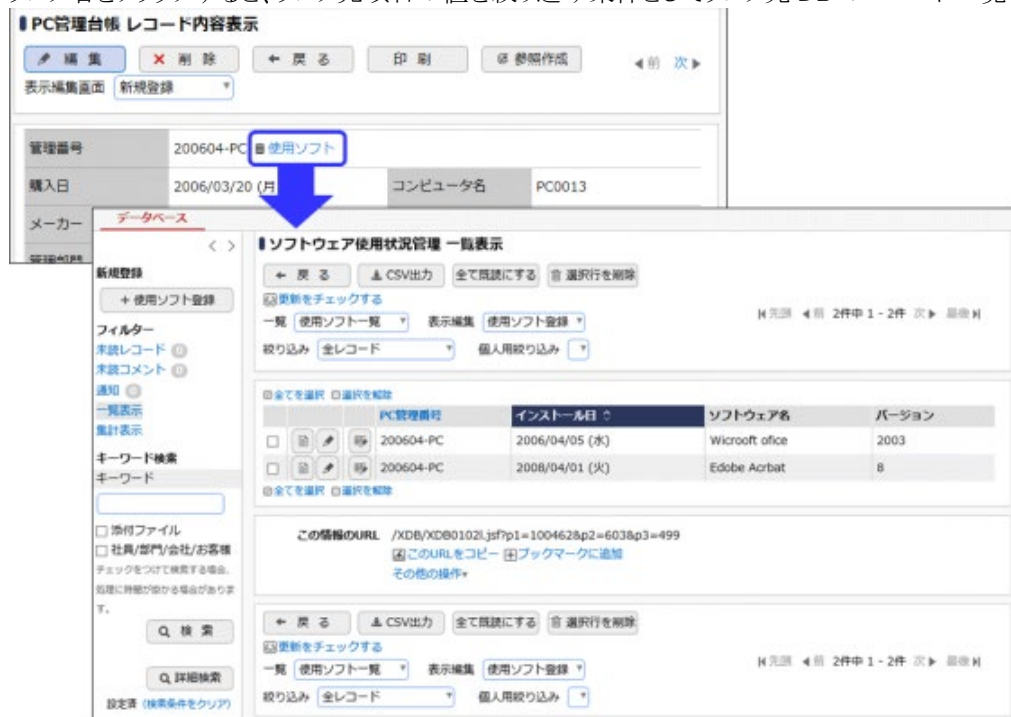 PC管理台帳 レコード内容表示
編 集 削 除 戻 る 印 刷 参照作成 前 次
表示編集画面 新規登録
管理番号 200604-PC 使用ソフト
購入日 2006/03/20 (月 コンピュータ名 PC0013
メーカー
管理部門
データベース
新規登録
+ 使用ソフト登録
フィルター
未読レコード 0
未読コメント 0
通知 0
一覧表示
集計表示
キーワード検索
キーワード
添付ファイル
社員/部門/会社/お客様
チェックをつけて検索する場合、
処理に時間が掛かる場合がありま
す。
検 索
詳細検索
設定済 (検索条件をクリア)
ソフトウェア使用状況管理 一覧表示
戻 る CSV出力 全て既読にする 選択行を削除
更新をチェックする
一覧 使用ソフト一覧 表示編集 使用ソフト登録 先頭 前 2件中 1 - 2件 次 最後
絞り込み 全レコード 個人用絞り込み
全てを選択 選択を解除
PC管理番号 インストール日 ソフトウェア名 バージョン
200604-PC 2006/04/05 (水) Wicrooft ofice 2003
200604-PC 2008/04/01 (火) Edobe Acrbat 8
全てを選択 選択を解除
この情報のURL /XDB/XDB0102l.jsf?p1=100462&p2=603&p3=499
このURLをコピー ブックマークに追加
その他の操作
戻 る CSV出力 全て既読にする 選択行を削除
更新をチェックする
一覧 使用ソフト一覧 表示編集 使用ソフト登録 先頭 前 2件中 1 - 2件 次 最後
絞り込み 全レコード 個人用絞り込み